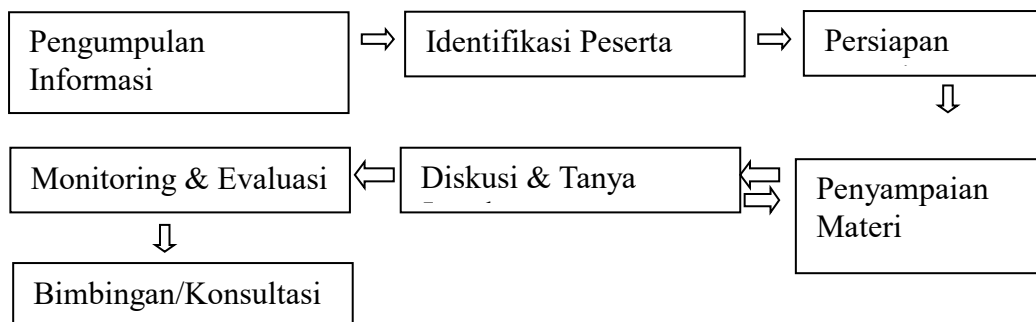 Pengumpulan
Informasi
Identifikasi Peserta
Persiapan
Penyampaian
Materi
Diskusi & Tanya
Monitoring & Evaluasi
Bimbingan/Konsultasi